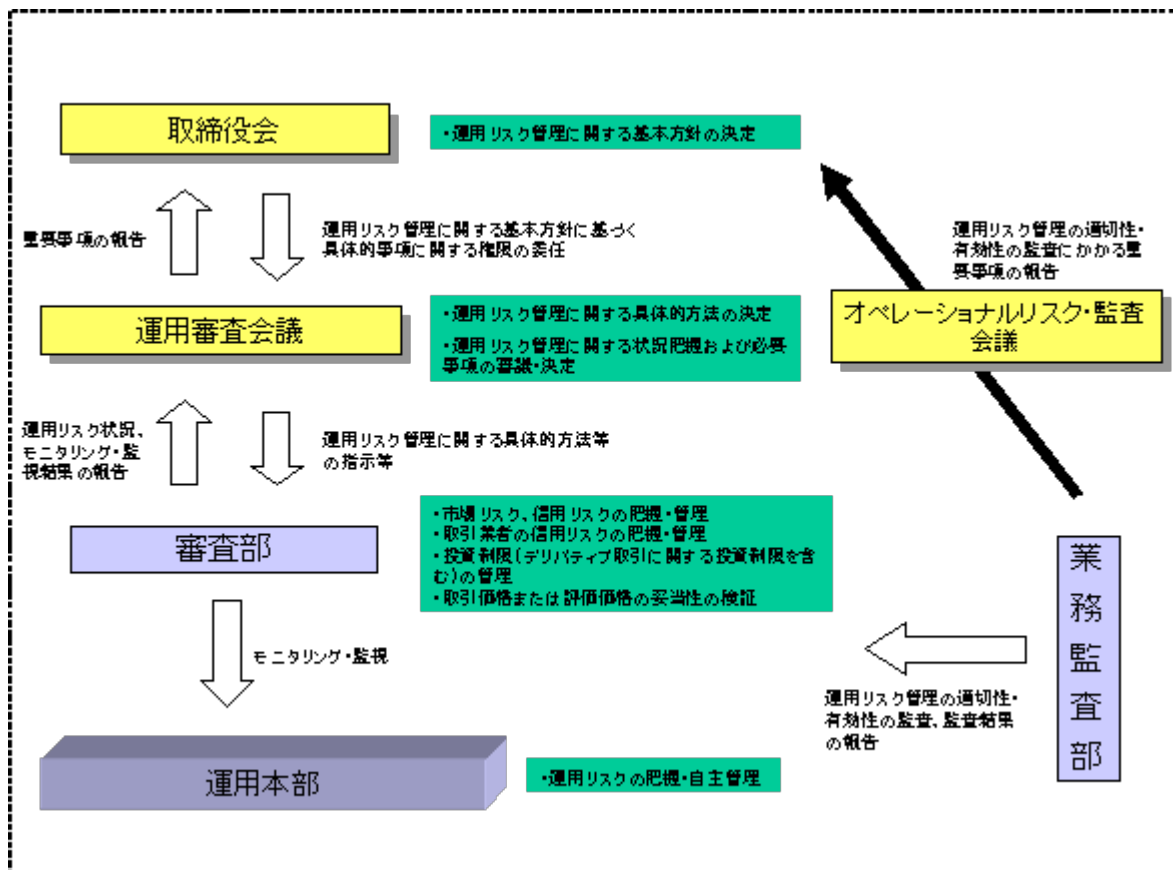 取締役会
・運用リスク管理に関する基本方針の決定
重要事項の報告
運用リスク管理に関する基本方針に基づく
具体的事項に関する権限の委任
運用リスク管理の適切性・
有効性の監査にかかる重
要事項の報告
運用審査会議
・運用リスク管理に関する具体的方法の決定
・運用リスク管理に関する状況把握および必要
事項の審議・決定
オペレーショナルリスク・監査
会議
運用リスク状況、
モニタリング・監
視結果の報告
運用リスク管理に関する具体的方法等
の指示等
審査部
・市場リスク、信用リスクの把握・管理
・取引業者の信用リスクの把握・管理
・投資制限(デリバティブ取引に関する投資制限を含
む)の管理
・取引価格または評価価格の妥当性の検証
業務監査部
モニタリング・監視
運用リスク管理の適切性・
有効性の監査、監査結果
の報告
運用本部
・運用リスクの把握・自主管理